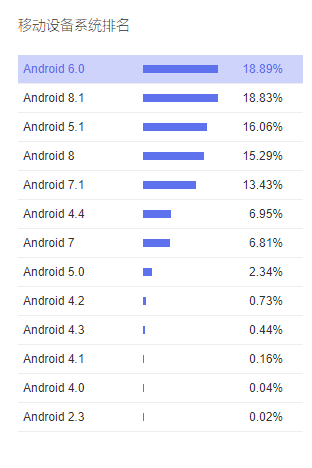 移动设备系统排名
Android 6.0 18.89%
Android 8.1 18.83%
Android 5.1 16.06%
Android 8 15.29%
Android 7.1 13.43%
Android 4.4 6.95%
Android 7 6.81%
Android 5.0 2.34%
Android 4.2 0.73%
Android 4.3 0.44%
Android 4.1 0.16%
Android 4.0 0.04%
Android 2.3 0.02%